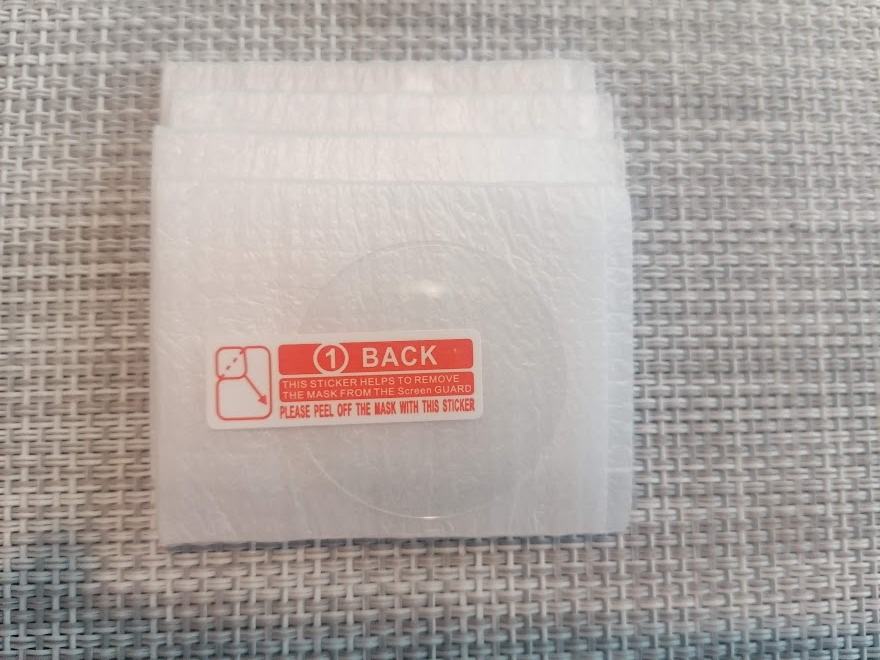 ① BACK
THIS STICKER HELPS TO REMOVE
THE MASK FROM THE Screen GUARD
PLEASE PEEL OFF THE MASK WITH THIS STICKER